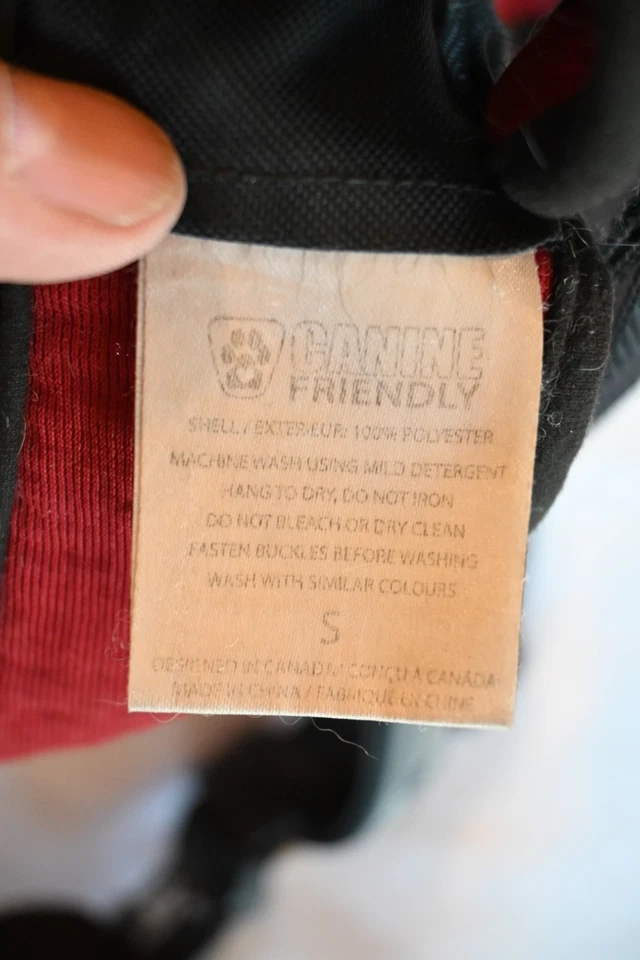 CANINE
FRIENDLY
SHELL / EXTERIEUR: 100% POLYESTER
MACHINE WASH USING MILD DETERGENT
HANG TO DRY, DO NOT IRON
DO NOT BLEACH OR DRY CLEAN
FASTEN BUCKLES BEFORE WASHING
WASH WITH SIMILAR COLOURS
S
DESIGNED IN CANADA / CONÇU À CANADA
MADE IN CHINA / FABRIQUÉ EN CHINE